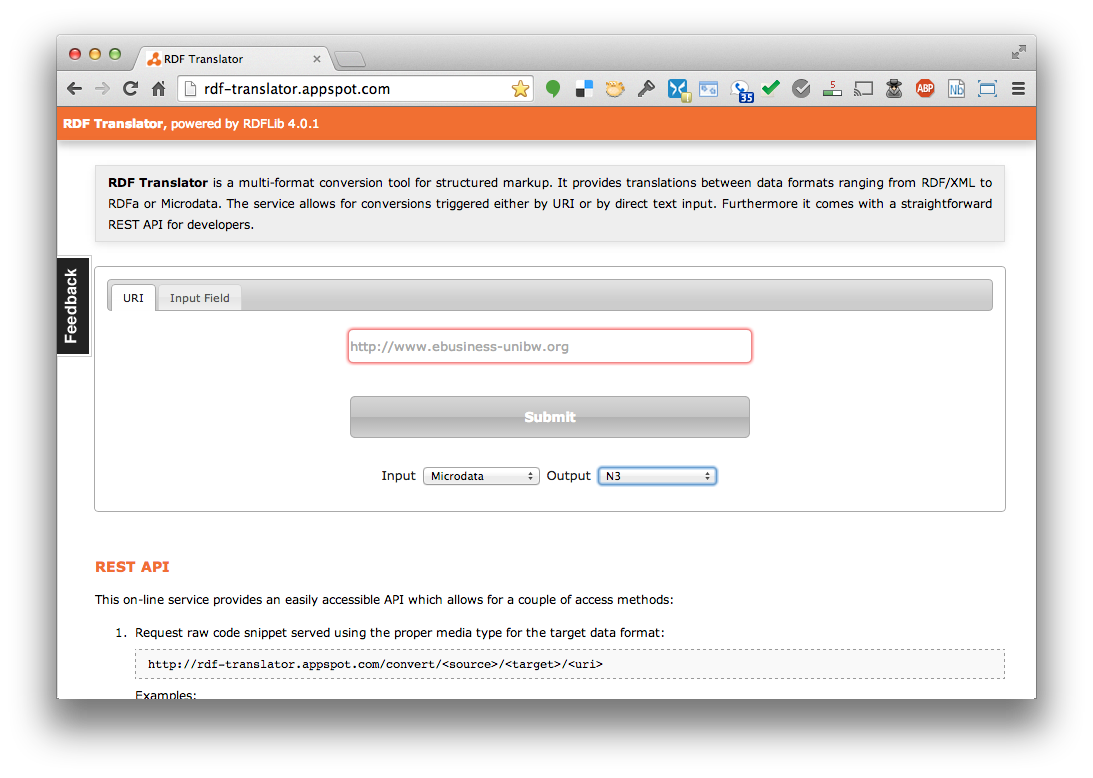 RDF Translator
rdf-translator.appspot.com
35
5
ABP
Nb
RDF Translator, powered by RDFLib 4.0.1
RDF Translator is a multi-format conversion tool for structured markup. It provides translations between data formats ranging from RDF/XML to
RDFa or Microdata. The service allows for conversions triggered either by URI or by direct text input. Furthermore it comes with a straightforward
REST API for developers.
Feedback
URI
Input Field
http://www.ebusiness-unibw.org
Submit
Input Microdata Output N3
REST API
This on-line service provides an easily accessible API which allows for a couple of access methods:
1. Request raw code snippet served using the proper media type for the target data format:
http://rdf-translator.appspot.com/convert/<source>/<target>/<uri>
Examples: